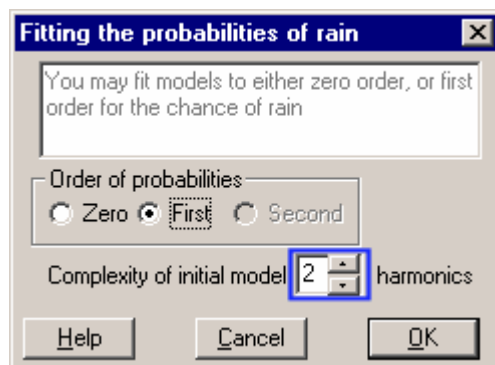 Fitting the probabilities of rain
You may fit models to either zero order, or first
order for the chance of rain
Order of probabilities
Zero First Second
Complexity of initial model 2 harmonics
Help Cancel OK